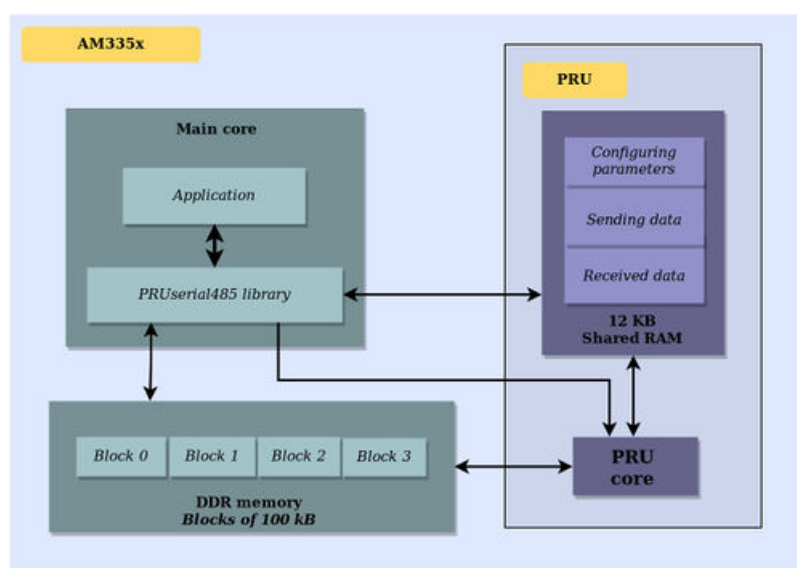 AM335x
PRU
Main core
Application
PRUserial485 library
Configuring
parameters
Sending data
Received data
12 KB
Shared RAM
Block 0
Block 1
Block 2
Block 3
DDR memory
Blocks of 100 kB
PRU
core